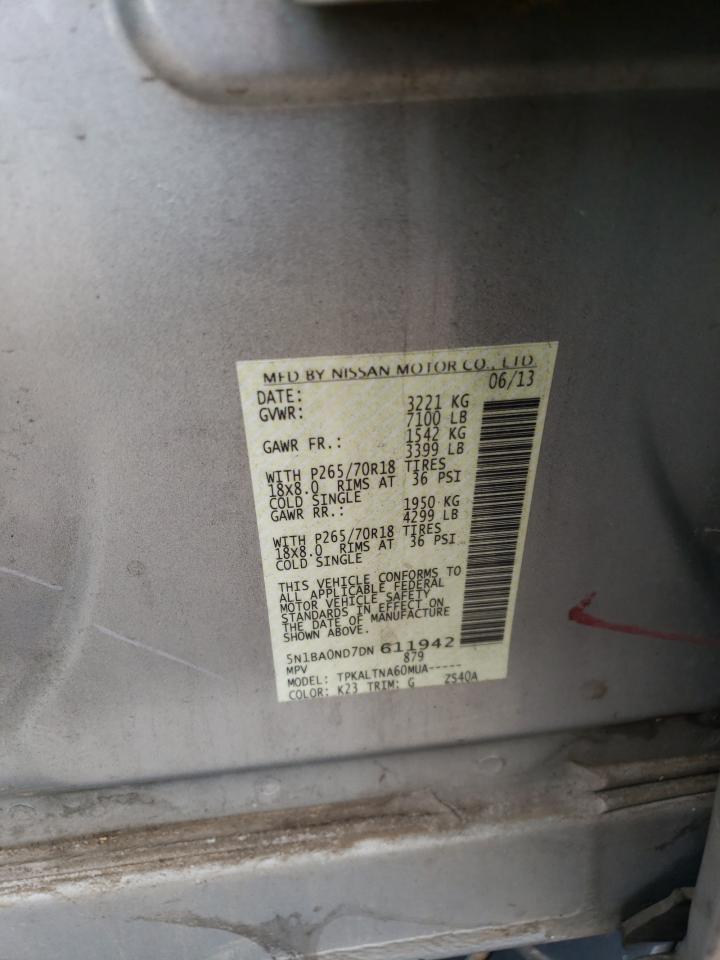 MFD BY NISSAN MOTOR CO., LTD.
DATE: 06/13
GVWR: 3221 KG
7100 LB
GAWR FR.: 1542 KG
3399 LB
WITH P265/70R18 TIRES
18X8.0 RIMS AT 36 PSI
COLD SINGLE
GAWR RR.: 1950 KG
4299 LB
WITH P265/70R18 TIRES
18X8.0 RIMS AT 36 PSI
COLD SINGLE
THIS VEHICLE CONFORMS TO
ALL APPLICABLE FEDERAL
MOTOR VEHICLE SAFETY
STANDARDS IN EFFECT ON
THE DATE OF MANUFACTURE
SHOWN ABOVE.
5N1BA0ND7DN 611942
MPV 879
MODEL: TPKALTNA60MUA-----
COLOR: K23 TRIM: G ZS40A